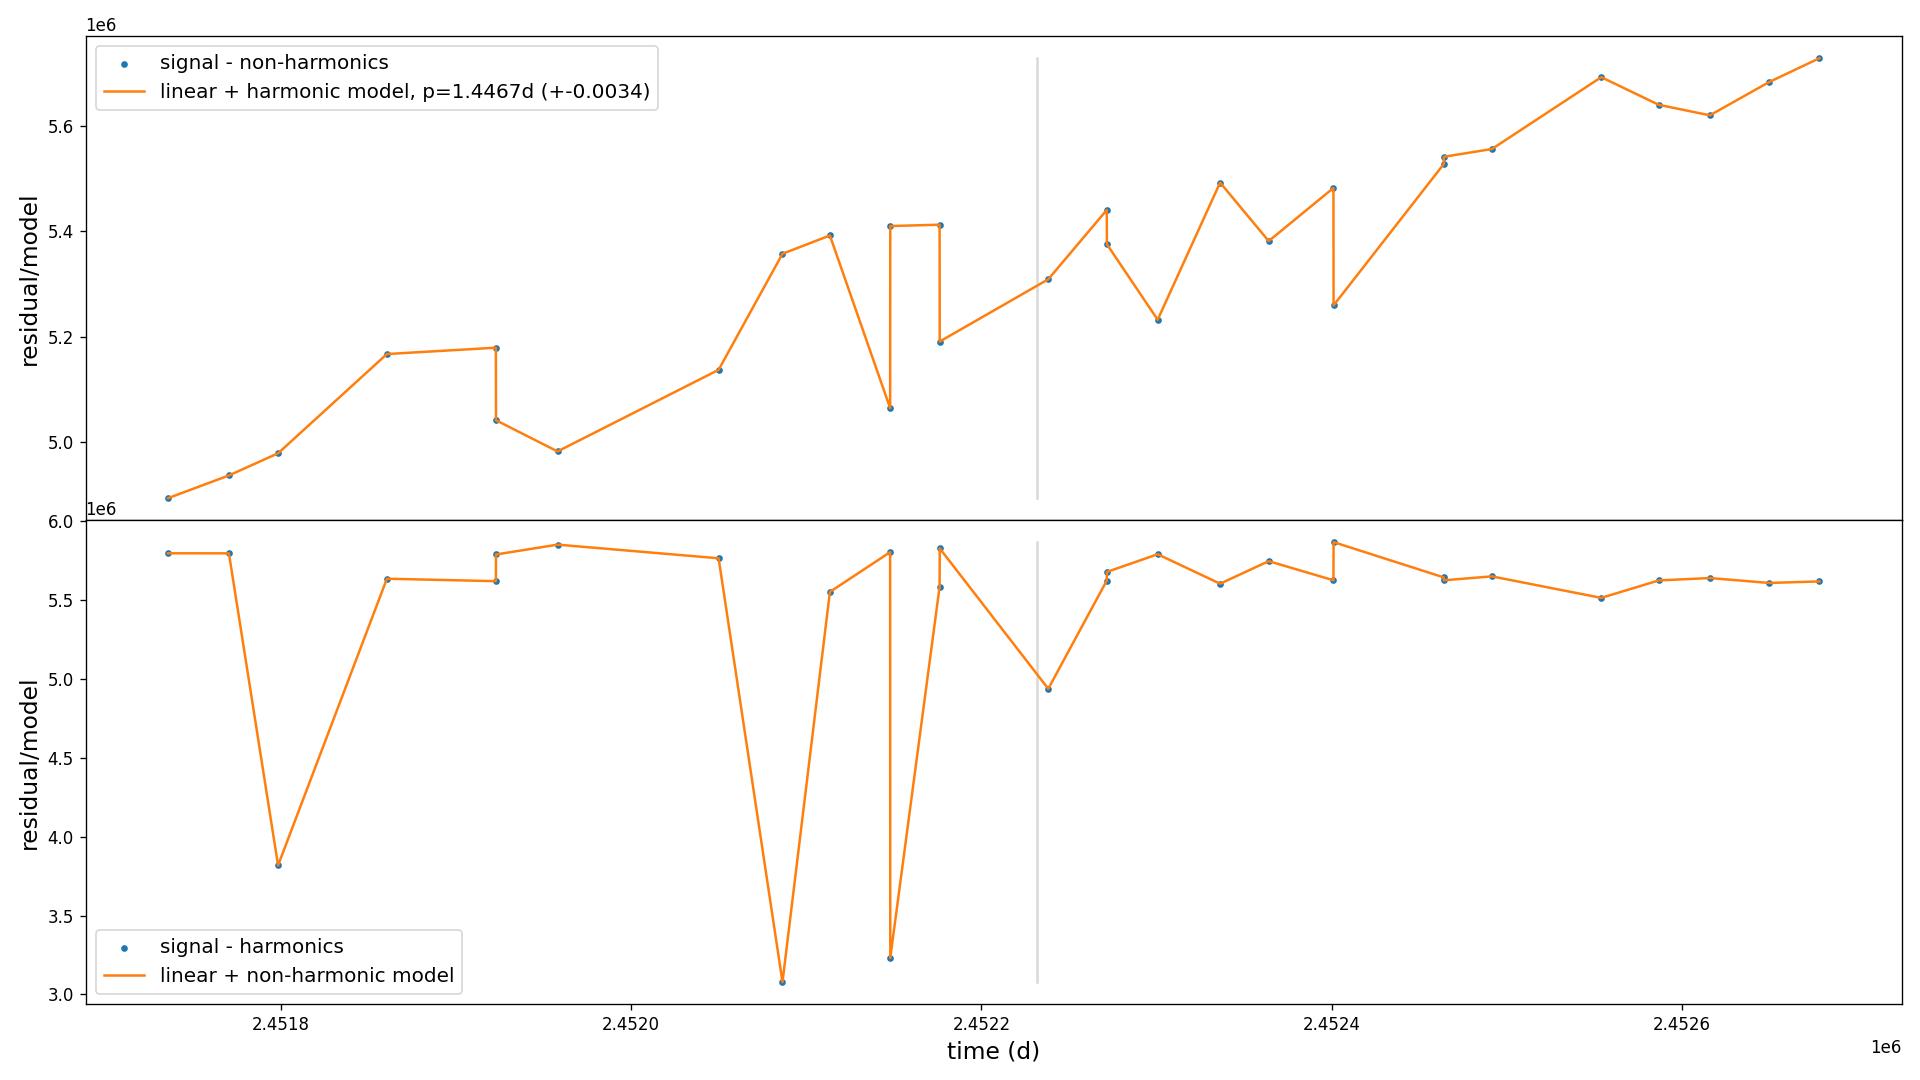 1e6
signal - non-harmonics
linear + harmonic model, p=1.4467d (+-0.0034)
5.6
5.4
5.2
5.0
residual/model
1e6
6.0
5.5
5.0
4.5
4.0
3.5
3.0
residual/model
signal - harmonics
linear + non-harmonic model
2.4518
2.4520
2.4522
2.4524
2.4526
time (d)
1e6